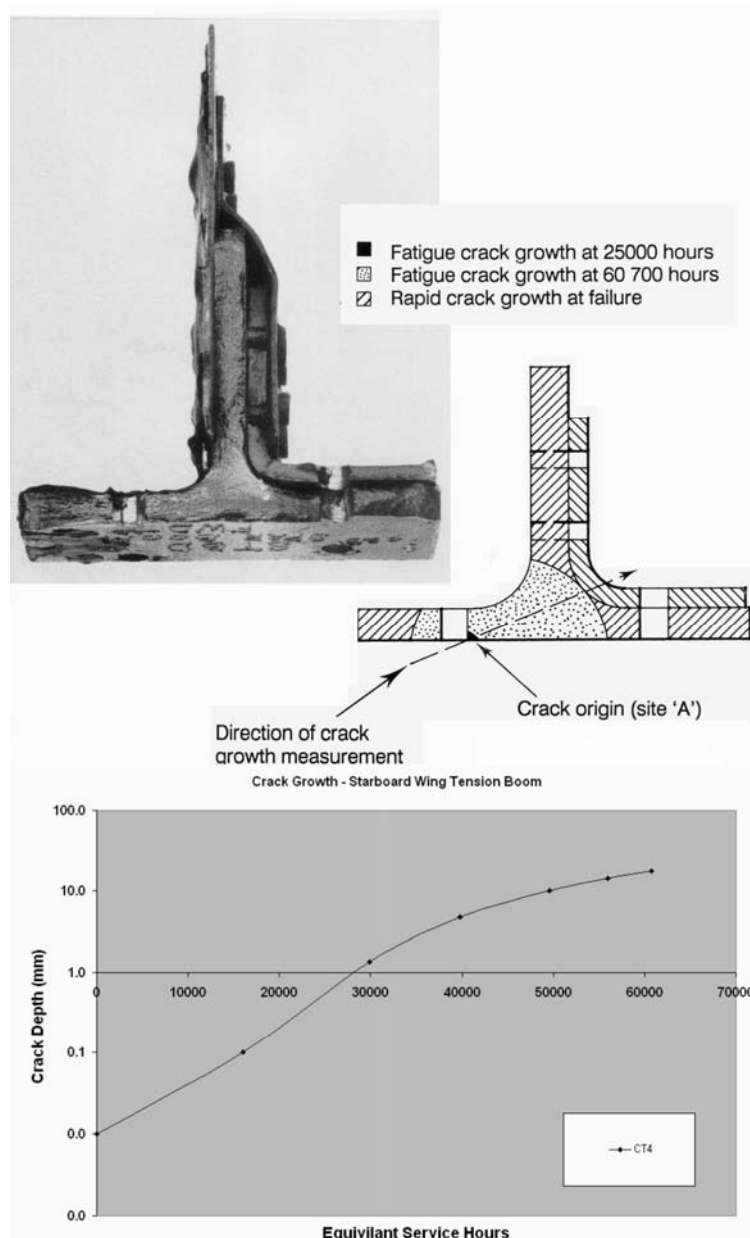 Fatigue crack growth at 25000 hours
Fatigue crack growth at 60 700 hours
Rapid crack growth at failure
Crack origin (site 'A')
Direction of crack
growth measurement
Crack Growth - Starboard Wing Tension Boom
100.0
10.0
1.0
0.1
0.0
0.0
Crack Depth (mm)
0
10000
20000
30000
40000
50000
60000
70000
CT4
Equivilant Service Hours